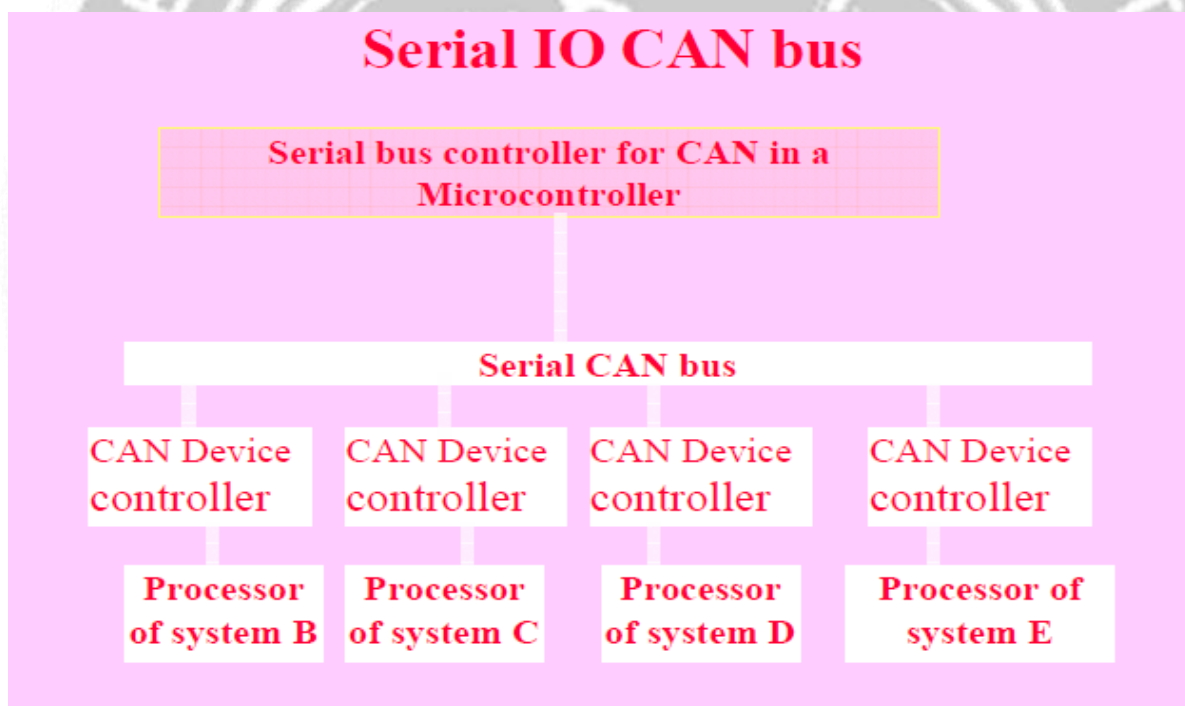 Serial IO CAN bus
Serial bus controller for CAN in a
Microcontroller
Serial CAN bus
CAN Device
controller
CAN Device
controller
CAN Device
controller
CAN Device
controller
Processor
of system B
Processor
of system C
Processor
of system D
Processor of
system E